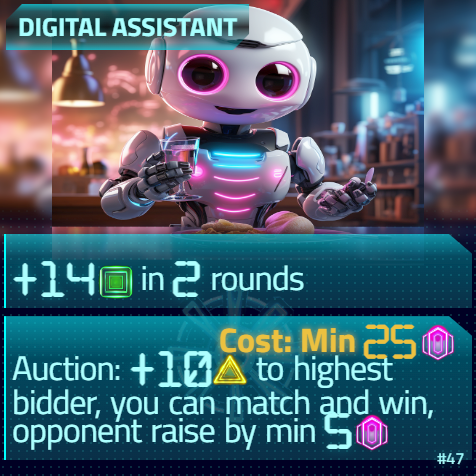 DIGITAL ASSISTANT
+14 in 2 rounds
Cost: Min 25
Auction: +10 to highest
bidder, you can match and win,
opponent raise by min 5
#47